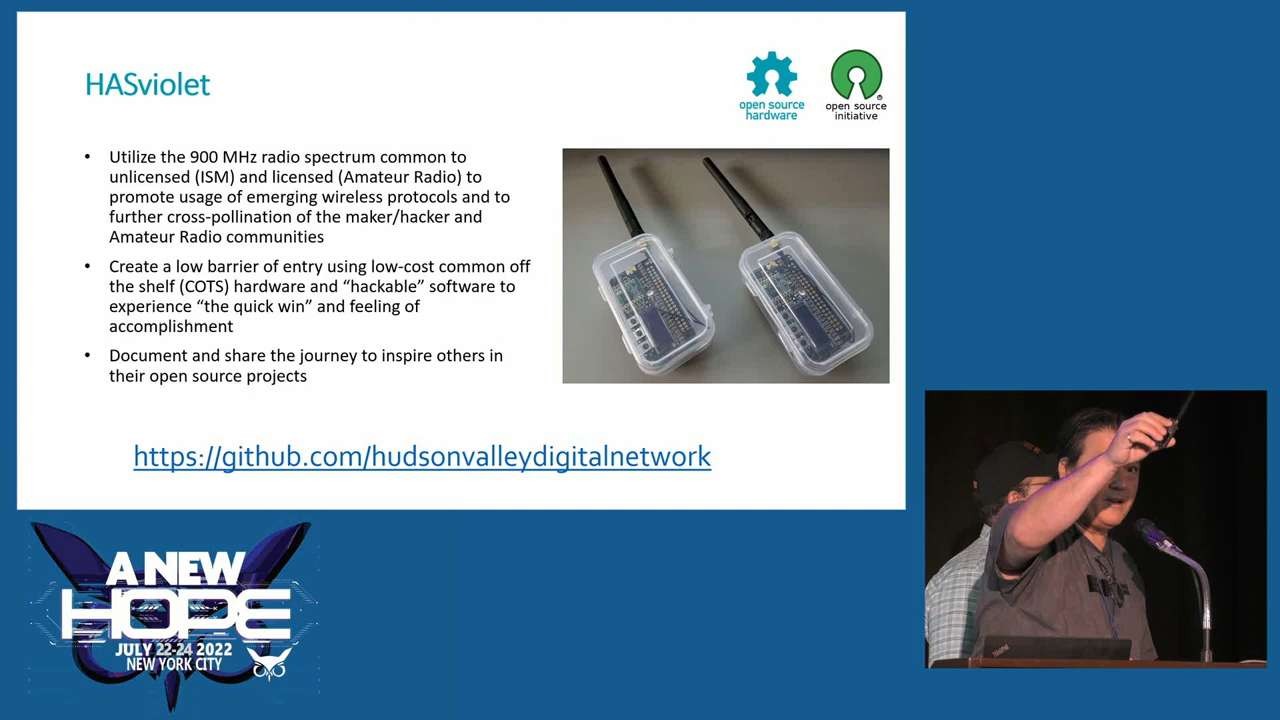 HASviolet
open source
hardware
open source
initiative
®
• Utilize the 900 MHz radio spectrum common to
unlicensed (ISM) and licensed (Amateur Radio) to
promote usage of emerging wireless protocols and to
further cross-pollination of the maker/hacker and
Amateur Radio communities
• Create a low barrier of entry using low-cost common off
the shelf (COTS) hardware and “hackable” software to
experience “the quick win” and feeling of
accomplishment
• Document and share the journey to inspire others in
their open source projects
https://github.com/hudsonvalleydigitalnetwork
A NEW
HOPE
JULY 22-24 2022
NEW YORK CITY
ThinkPad